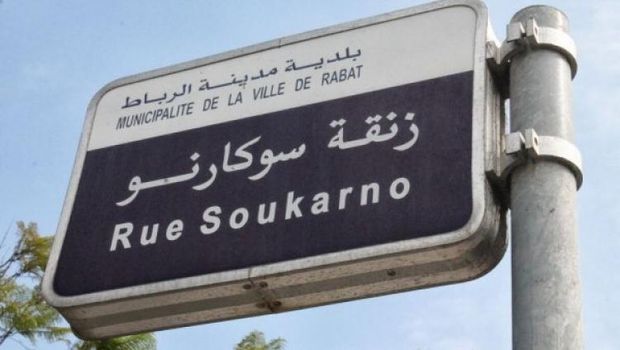 بلدية مدينة الرباط
MUNICIPALITE DE LA VILLE DE RABAT
زنقة سوكارنو
Rue Soukarno